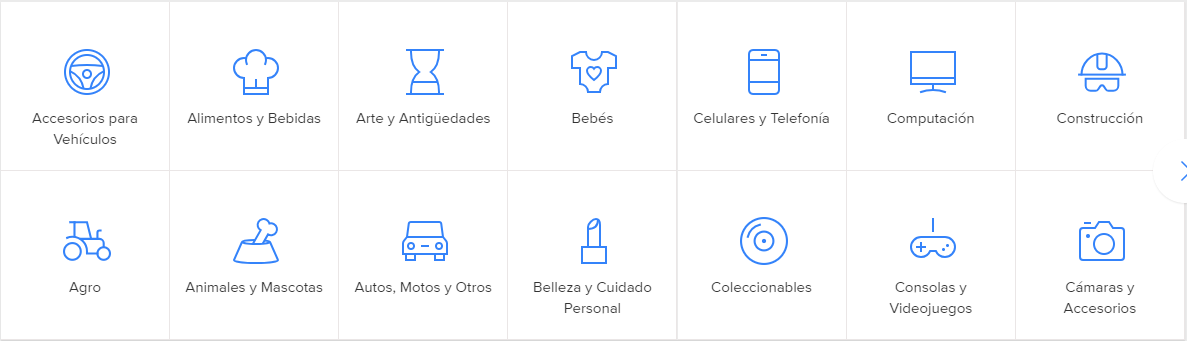 Accesorios para
Vehículos
Alimentos y Bebidas
Arte y Antigüedades
Bebés
Celulares y Telefonía
Computación
Construcción
Agro
Animales y Mascotas
Autos, Motos y Otros
Belleza y Cuidado
Personal
Coleccionables
Consolas y
Videojuegos
Cámaras y
Accesorios